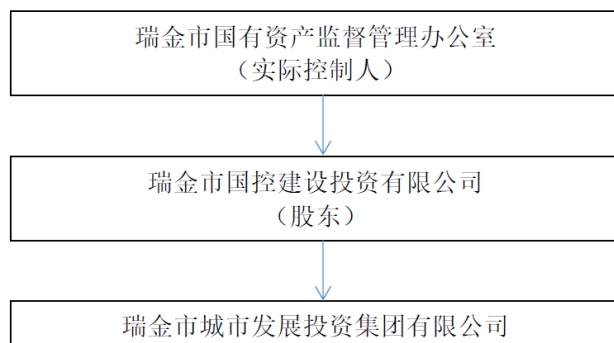 瑞金市国有资产监督管理办公室
（实际控制人）
瑞金市国控建设投资有限公司
（股东）
瑞金市城市发展投资集团有限公司